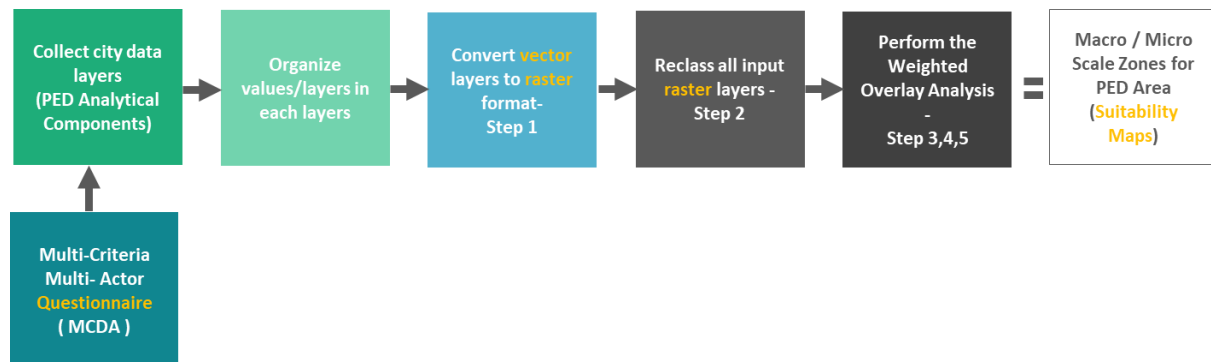 Collect city data
layers
(PED Analytical
Components)
Organize
values/layers in
each layers
Convert vector
layers to raster
format-
Step 1
Reclass all input
raster layers -
Step 2
Perform the
Weighted
Overlay Analysis
-
Step 3,4,5
=
Macro / Micro
Scale Zones for
PED Area
(Suitability
Maps)
Multi-Criteria
Multi- Actor
Questionnaire
( MCDA )